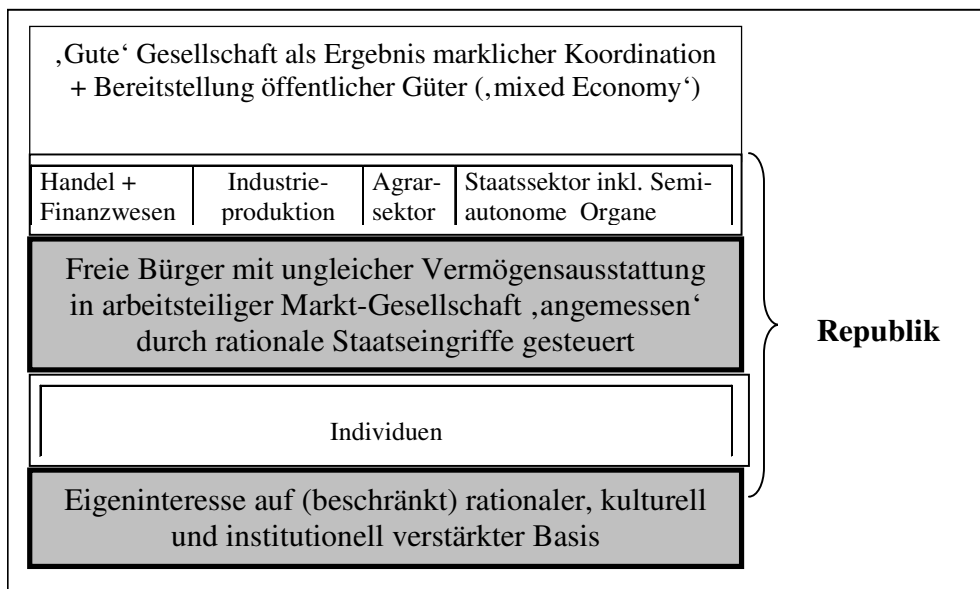 ‚Gute‘ Gesellschaft als Ergebnis marklicher Koordination
+ Bereitstellung öffentlicher Güter (‚mixed Economy‘)
Handel +
Finanzwesen
Industrie-
produktion
Agrar-
sektor
Staatssektor inkl. Semi-
autonome Organe
Freie Bürger mit ungleicher Vermögensausstattung
in arbeitsteiliger Markt-Gesellschaft ‚angemessen‘
durch rationale Staatseingriffe gesteuert
Republik
Individuen
Eigeninteresse auf (beschränkt) rationaler, kulturell
und institutionell verstärkter Basis